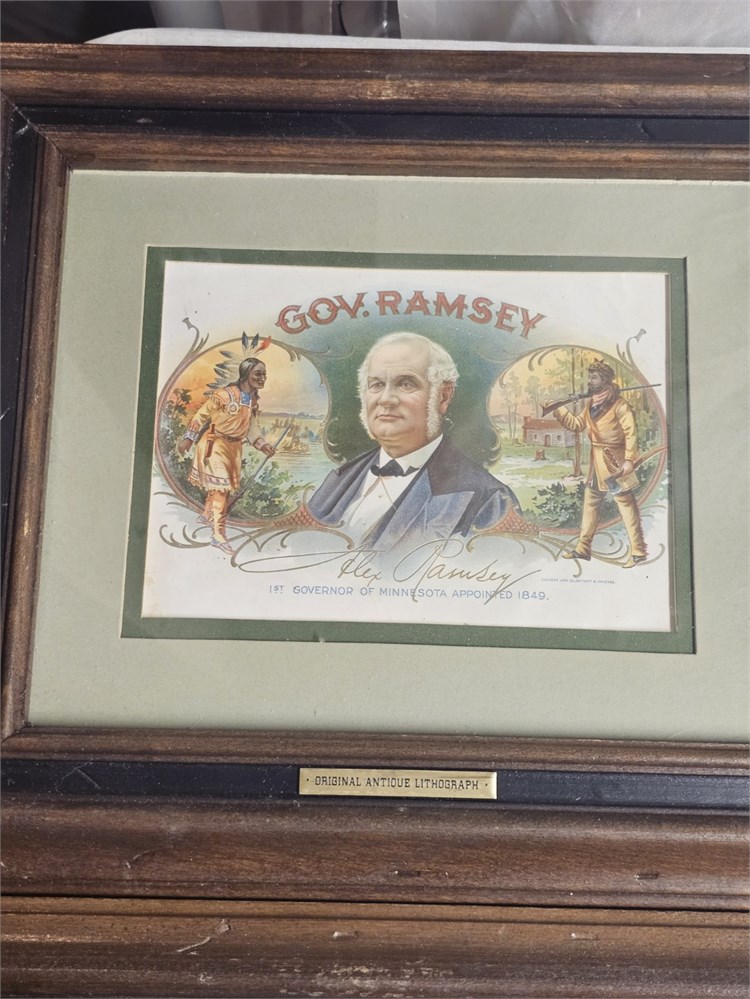 GOV. RAMSEY
Alex Ramsey
1ST GOVERNOR OF MINNESOTA APPOINTED 1849.
· ORIGINAL ANTIQUE LITHOGRAPH ·